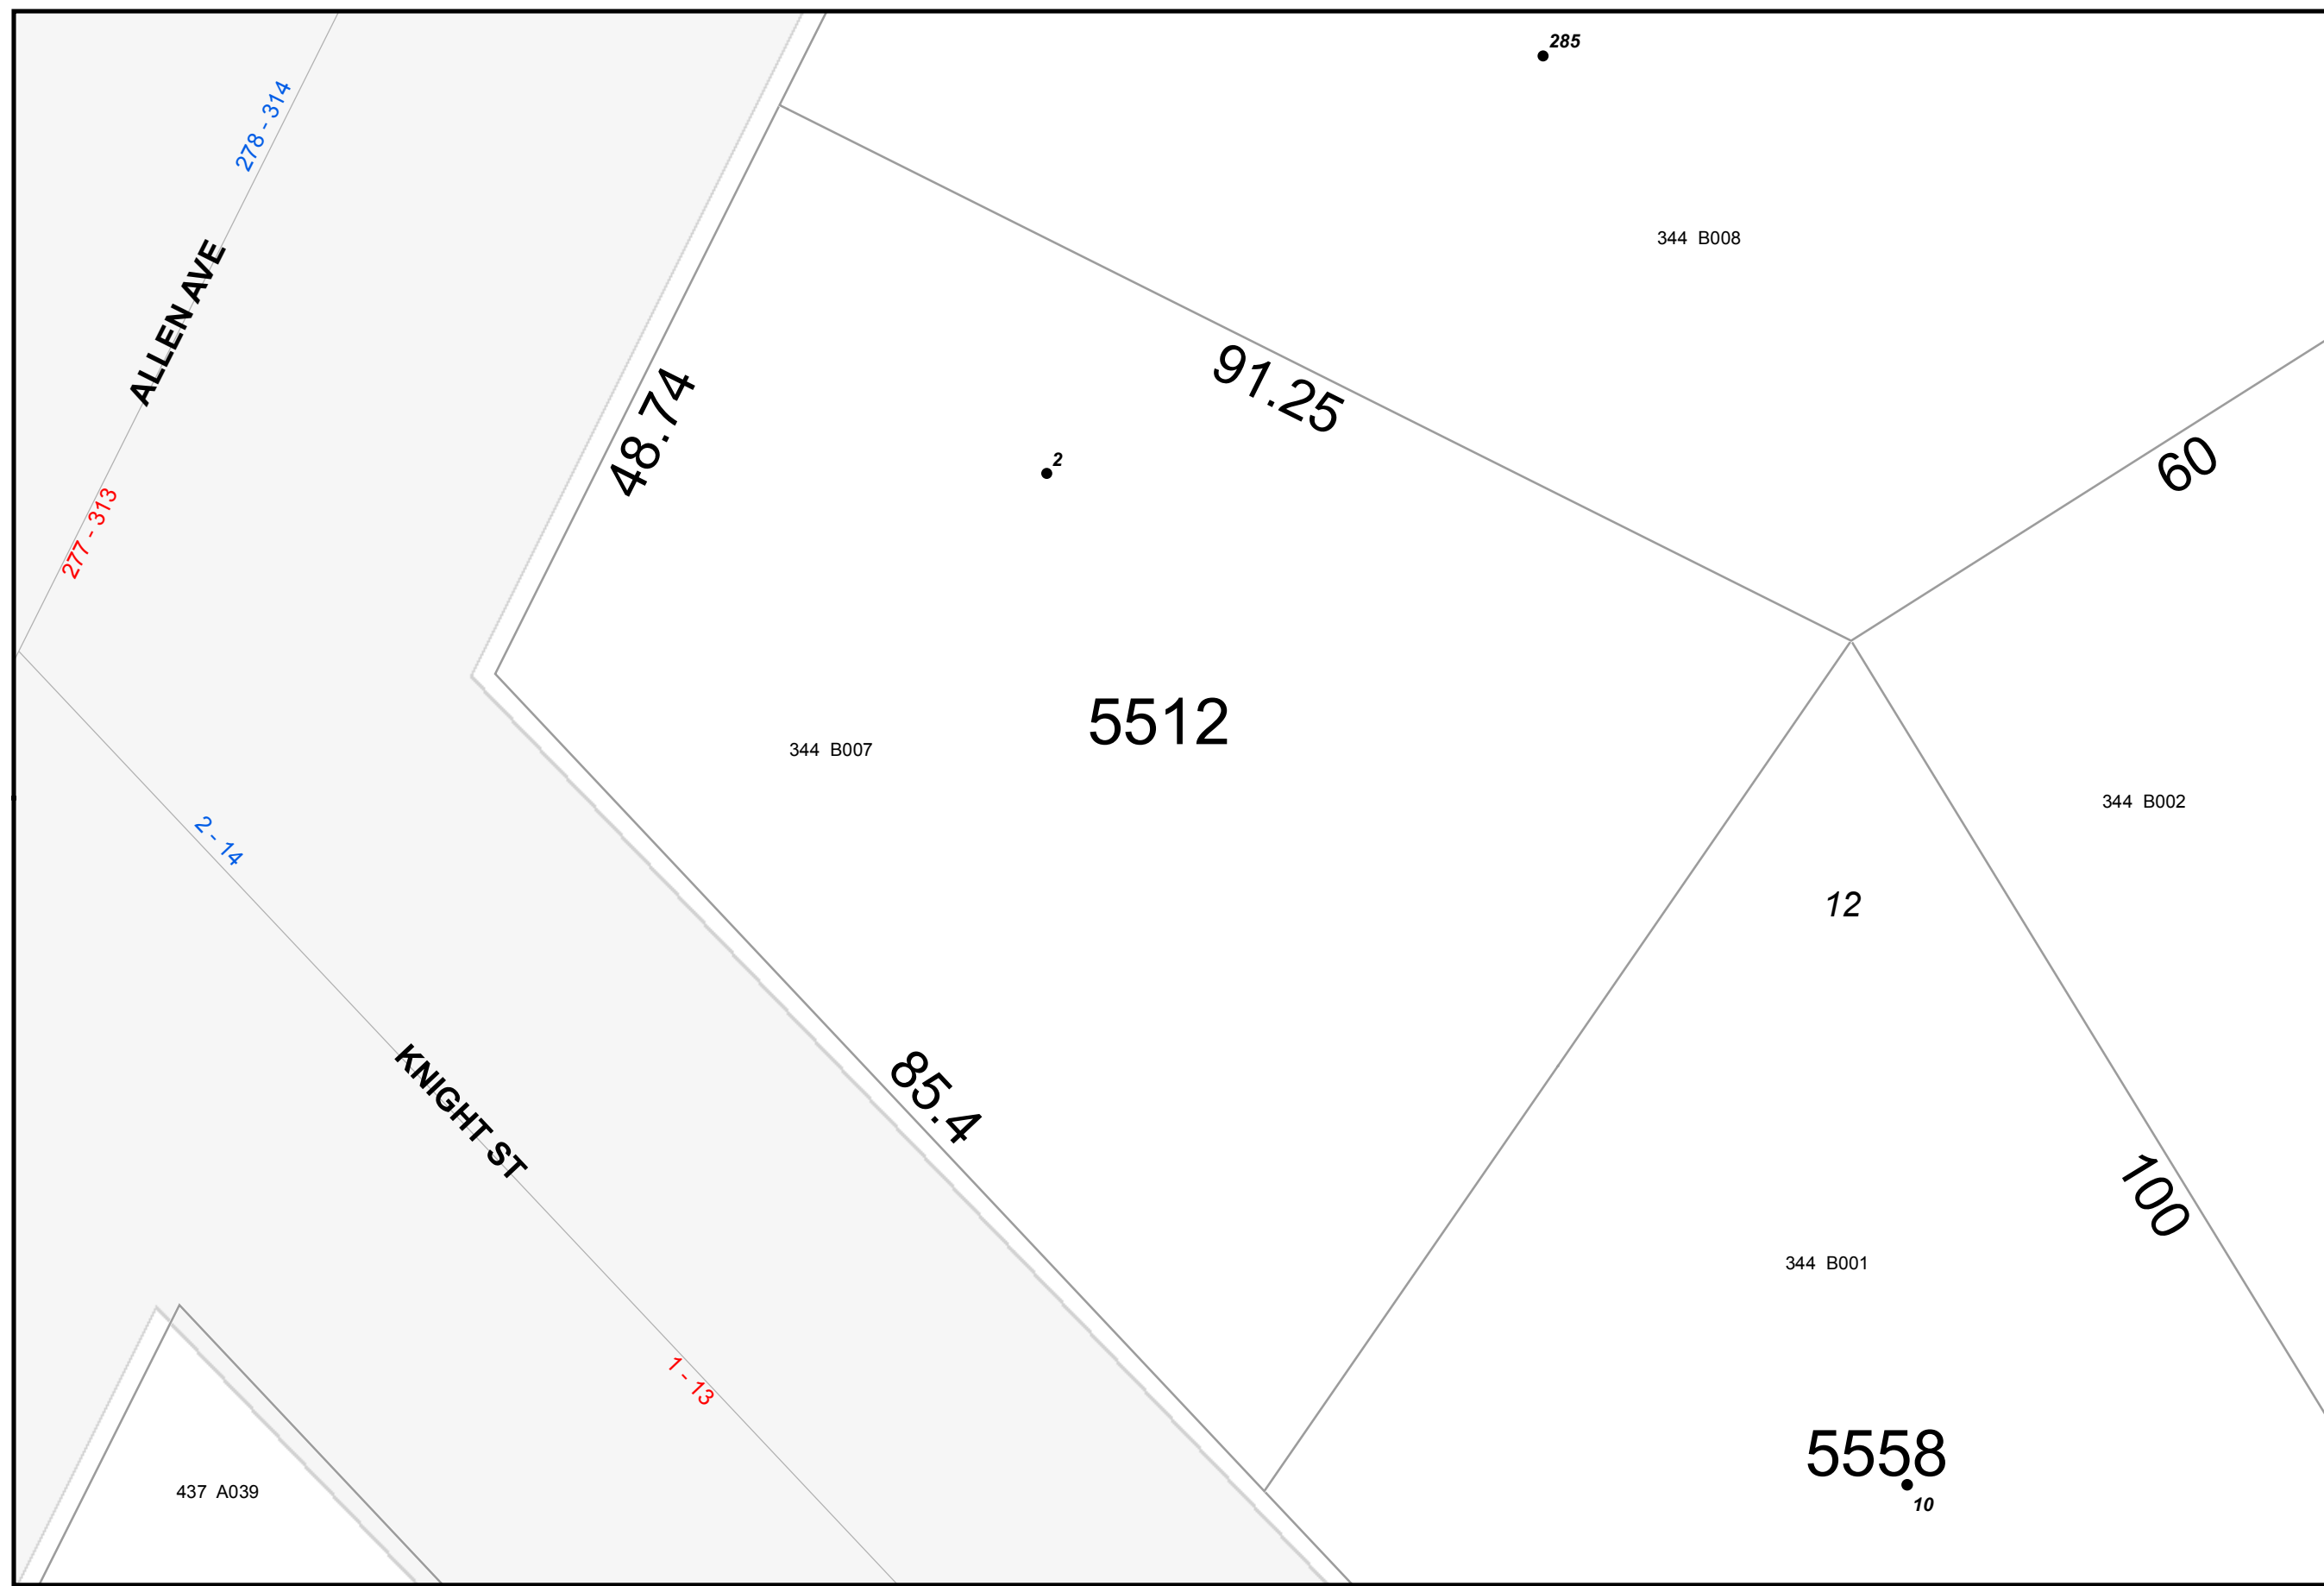 285
278 - 314
344  B008
ALLEN AVE
91.25
48.74
2
60
277 - 313
5512
344  B007
344  B002
2 - 14
12
85.4
KNIGHT ST
100
344  B001
1 - 13
5558
437  A039
10